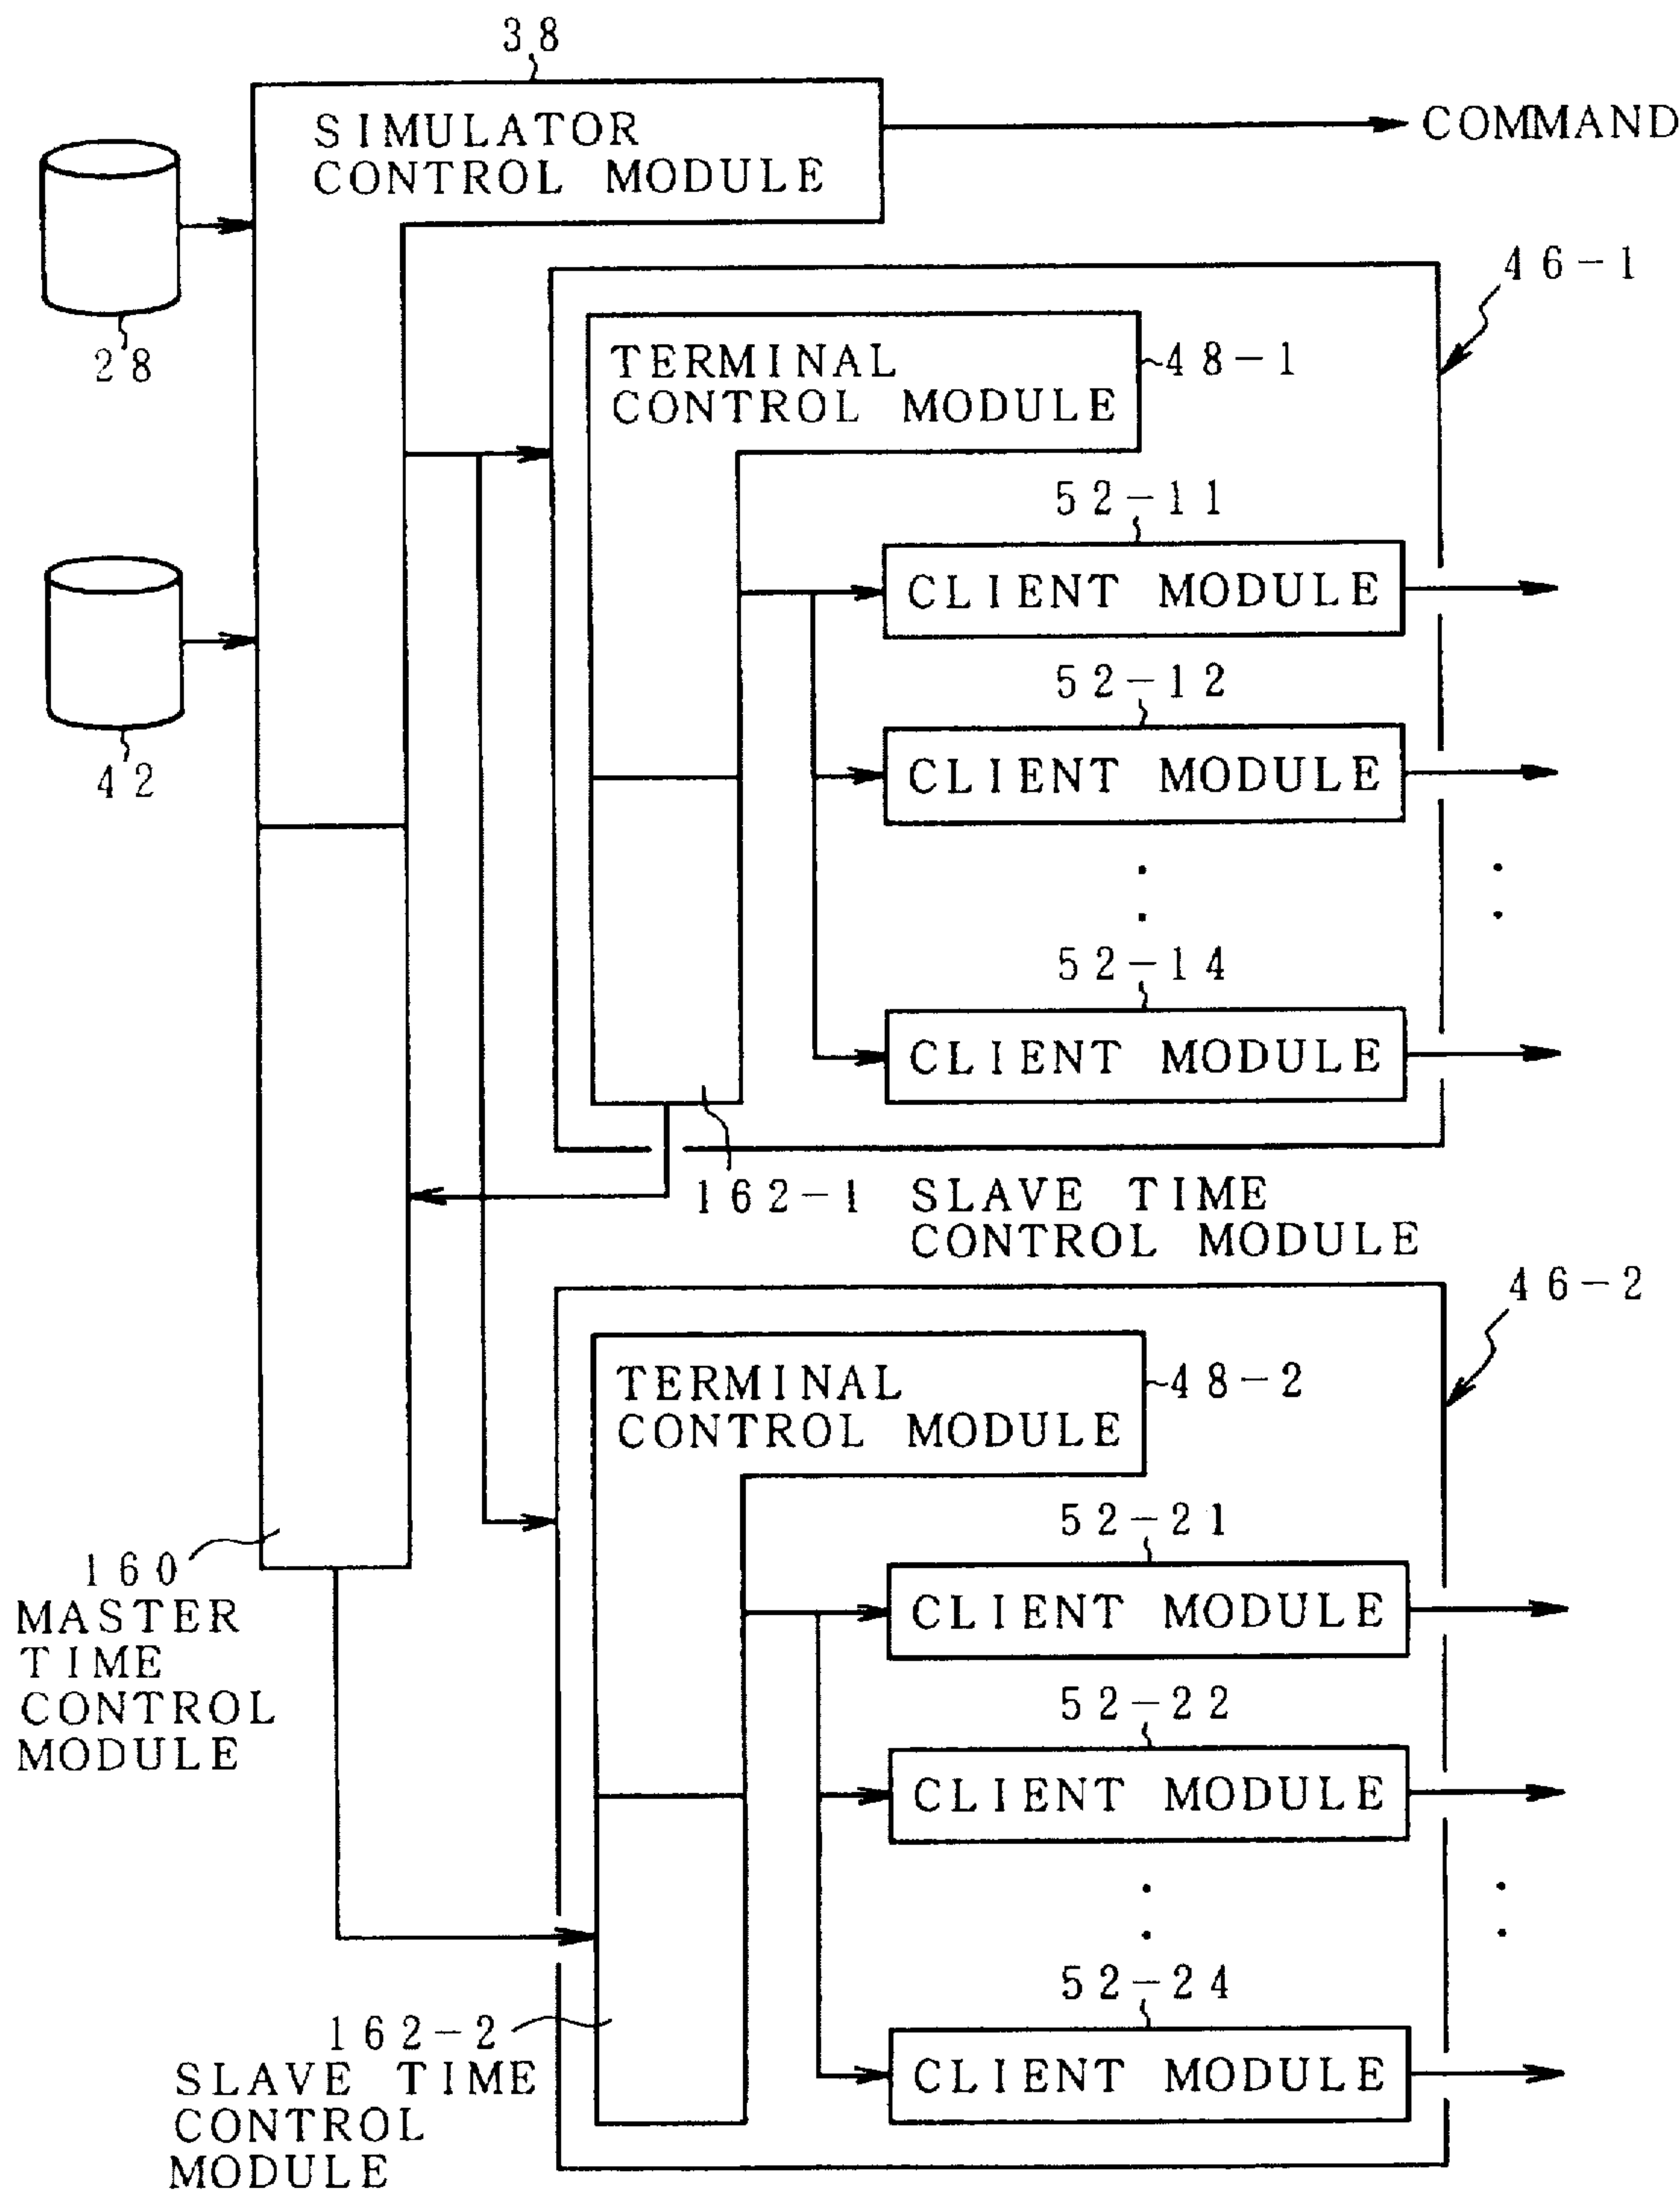 38
SIMULATOR
CONTROL MODULE
COMMAND
28
46-1
TERMINAL
CONTROL MODULE
48-1
52-11
CLIENT MODULE
52-12
CLIENT MODULE
42
52-14
CLIENT MODULE
162-1 SLAVE TIME
CONTROL MODULE
46-2
TERMINAL
CONTROL MODULE
48-2
52-21
CLIENT MODULE
160
MASTER
TIME
CONTROL
MODULE
52-22
CLIENT MODULE
52-24
CLIENT MODULE
162-2
SLAVE TIME
CONTROL
MODULE